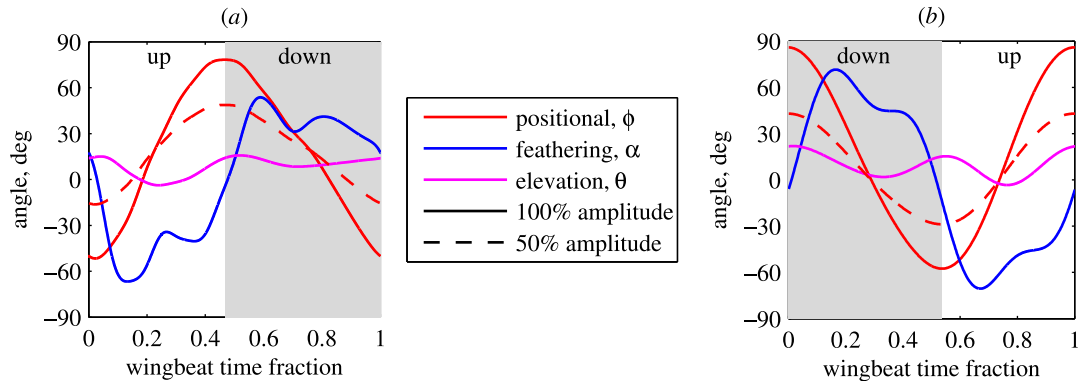 (a)
up
down
90
60
30
0
−30
−60
−90
angle, deg
0
0.2
0.4
0.6
0.8
1
wingbeat time fraction
positional, ϕ
feathering, α
elevation, θ
100% amplitude
50% amplitude
(b)
down
up
90
60
30
0
−30
−60
−90
angle, deg
0
0.2
0.4
0.6
0.8
1
wingbeat time fraction